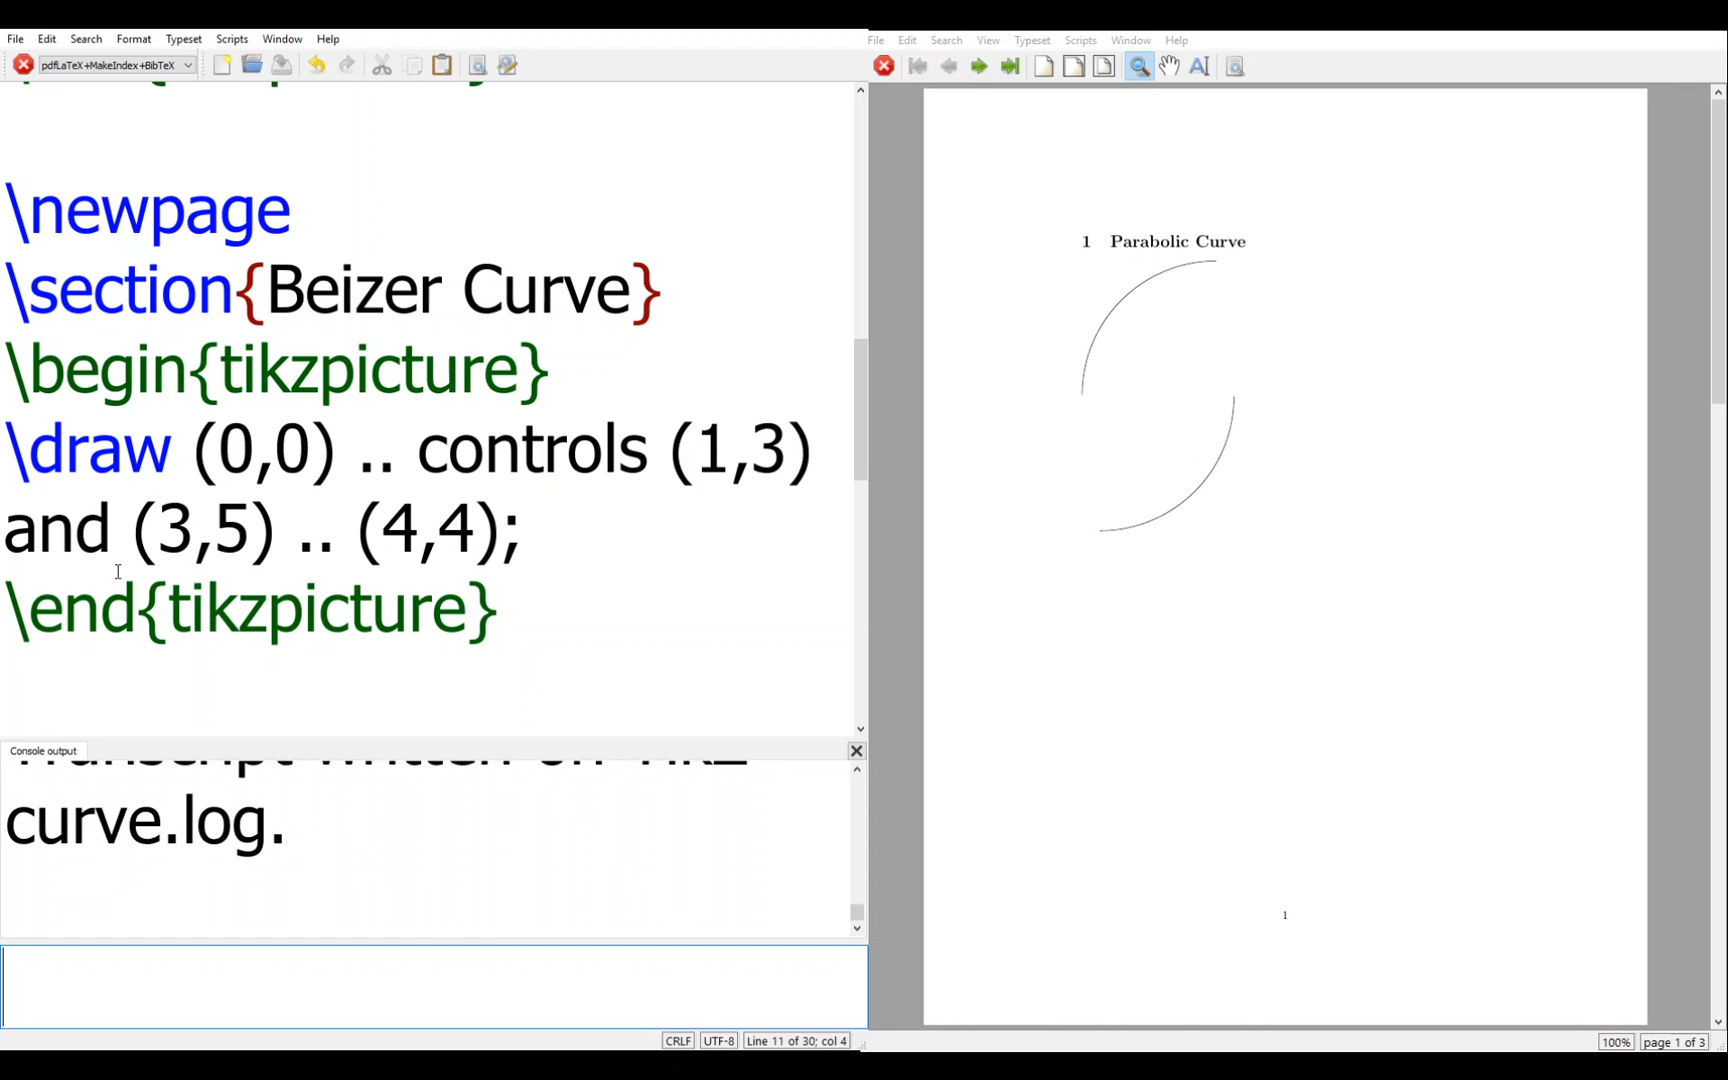 File Edit Search Format Typeset Scripts Window Help
pdfLaTeX+MakeIndex+BibTeX
\newpage
\section{Beizer Curve}
\begin{tikzpicture}
\draw (0,0) .. controls (1,3)
and (3,5) .. (4,4);
\end{tikzpicture}
Console output
curve.log.
CRLF UTF-8 Line 11 of 30; col 4
File Edit Search View Typeset Scripts Window Help
1 Parabolic Curve
1
100% page 1 of 3